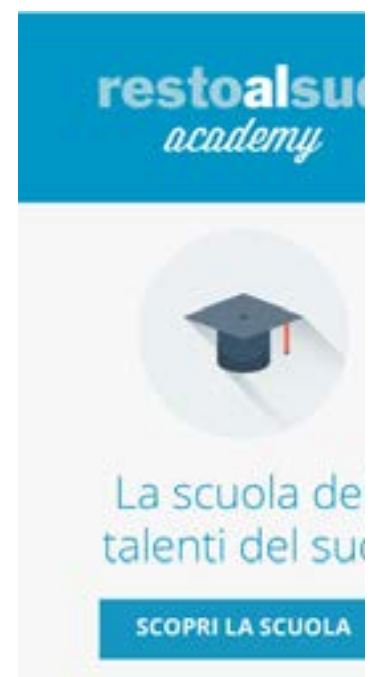 restoalsu
academy
La scuola de
talenti del su
SCOPRI LA SCUOLA